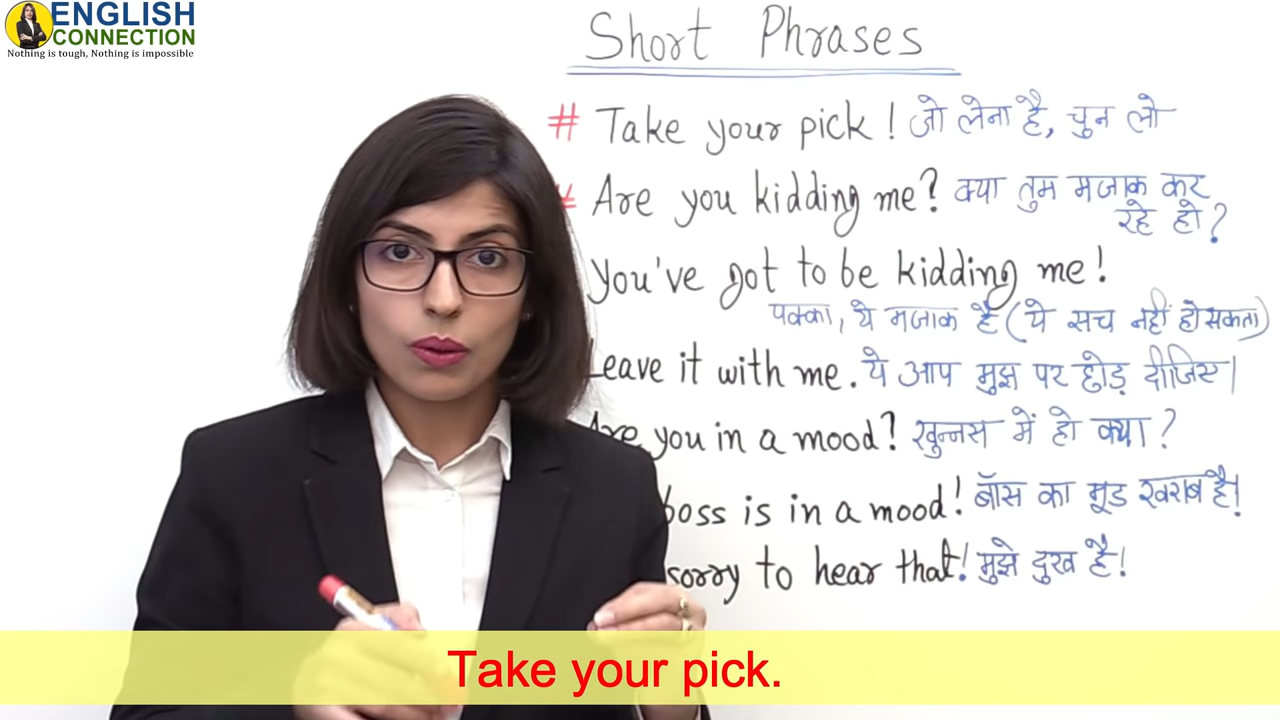 ENGLISH
CONNECTION
Nothing is tough, Nothing is impossible
Short Phrases
# Take your pick! जो लेना है, चुन लो
# Are you kidding me? क्या तुम मजाक कर
रहे हो?
You've got to be kidding me!
पक्का, ये मजाक है (ये सच नहीं हो सकता)
Leave it with me. ये आप मुझ पर छोड़ दीजिए।
Are you in a mood? खुन्नस में हो क्या?
boss is in a mood! बॉस का मूड खराब है!
sorry to hear that! मुझे दुख है!
Take your pick.